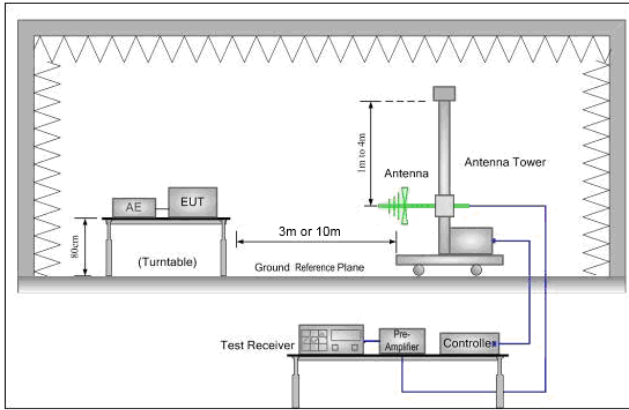 1m to 4m
Antenna
Antenna Tower
AE
EUT
80cm
(Turntable)
3m or 10m
Ground Reference Plane
Test Receiver
Pre-
Amplifier
Controller